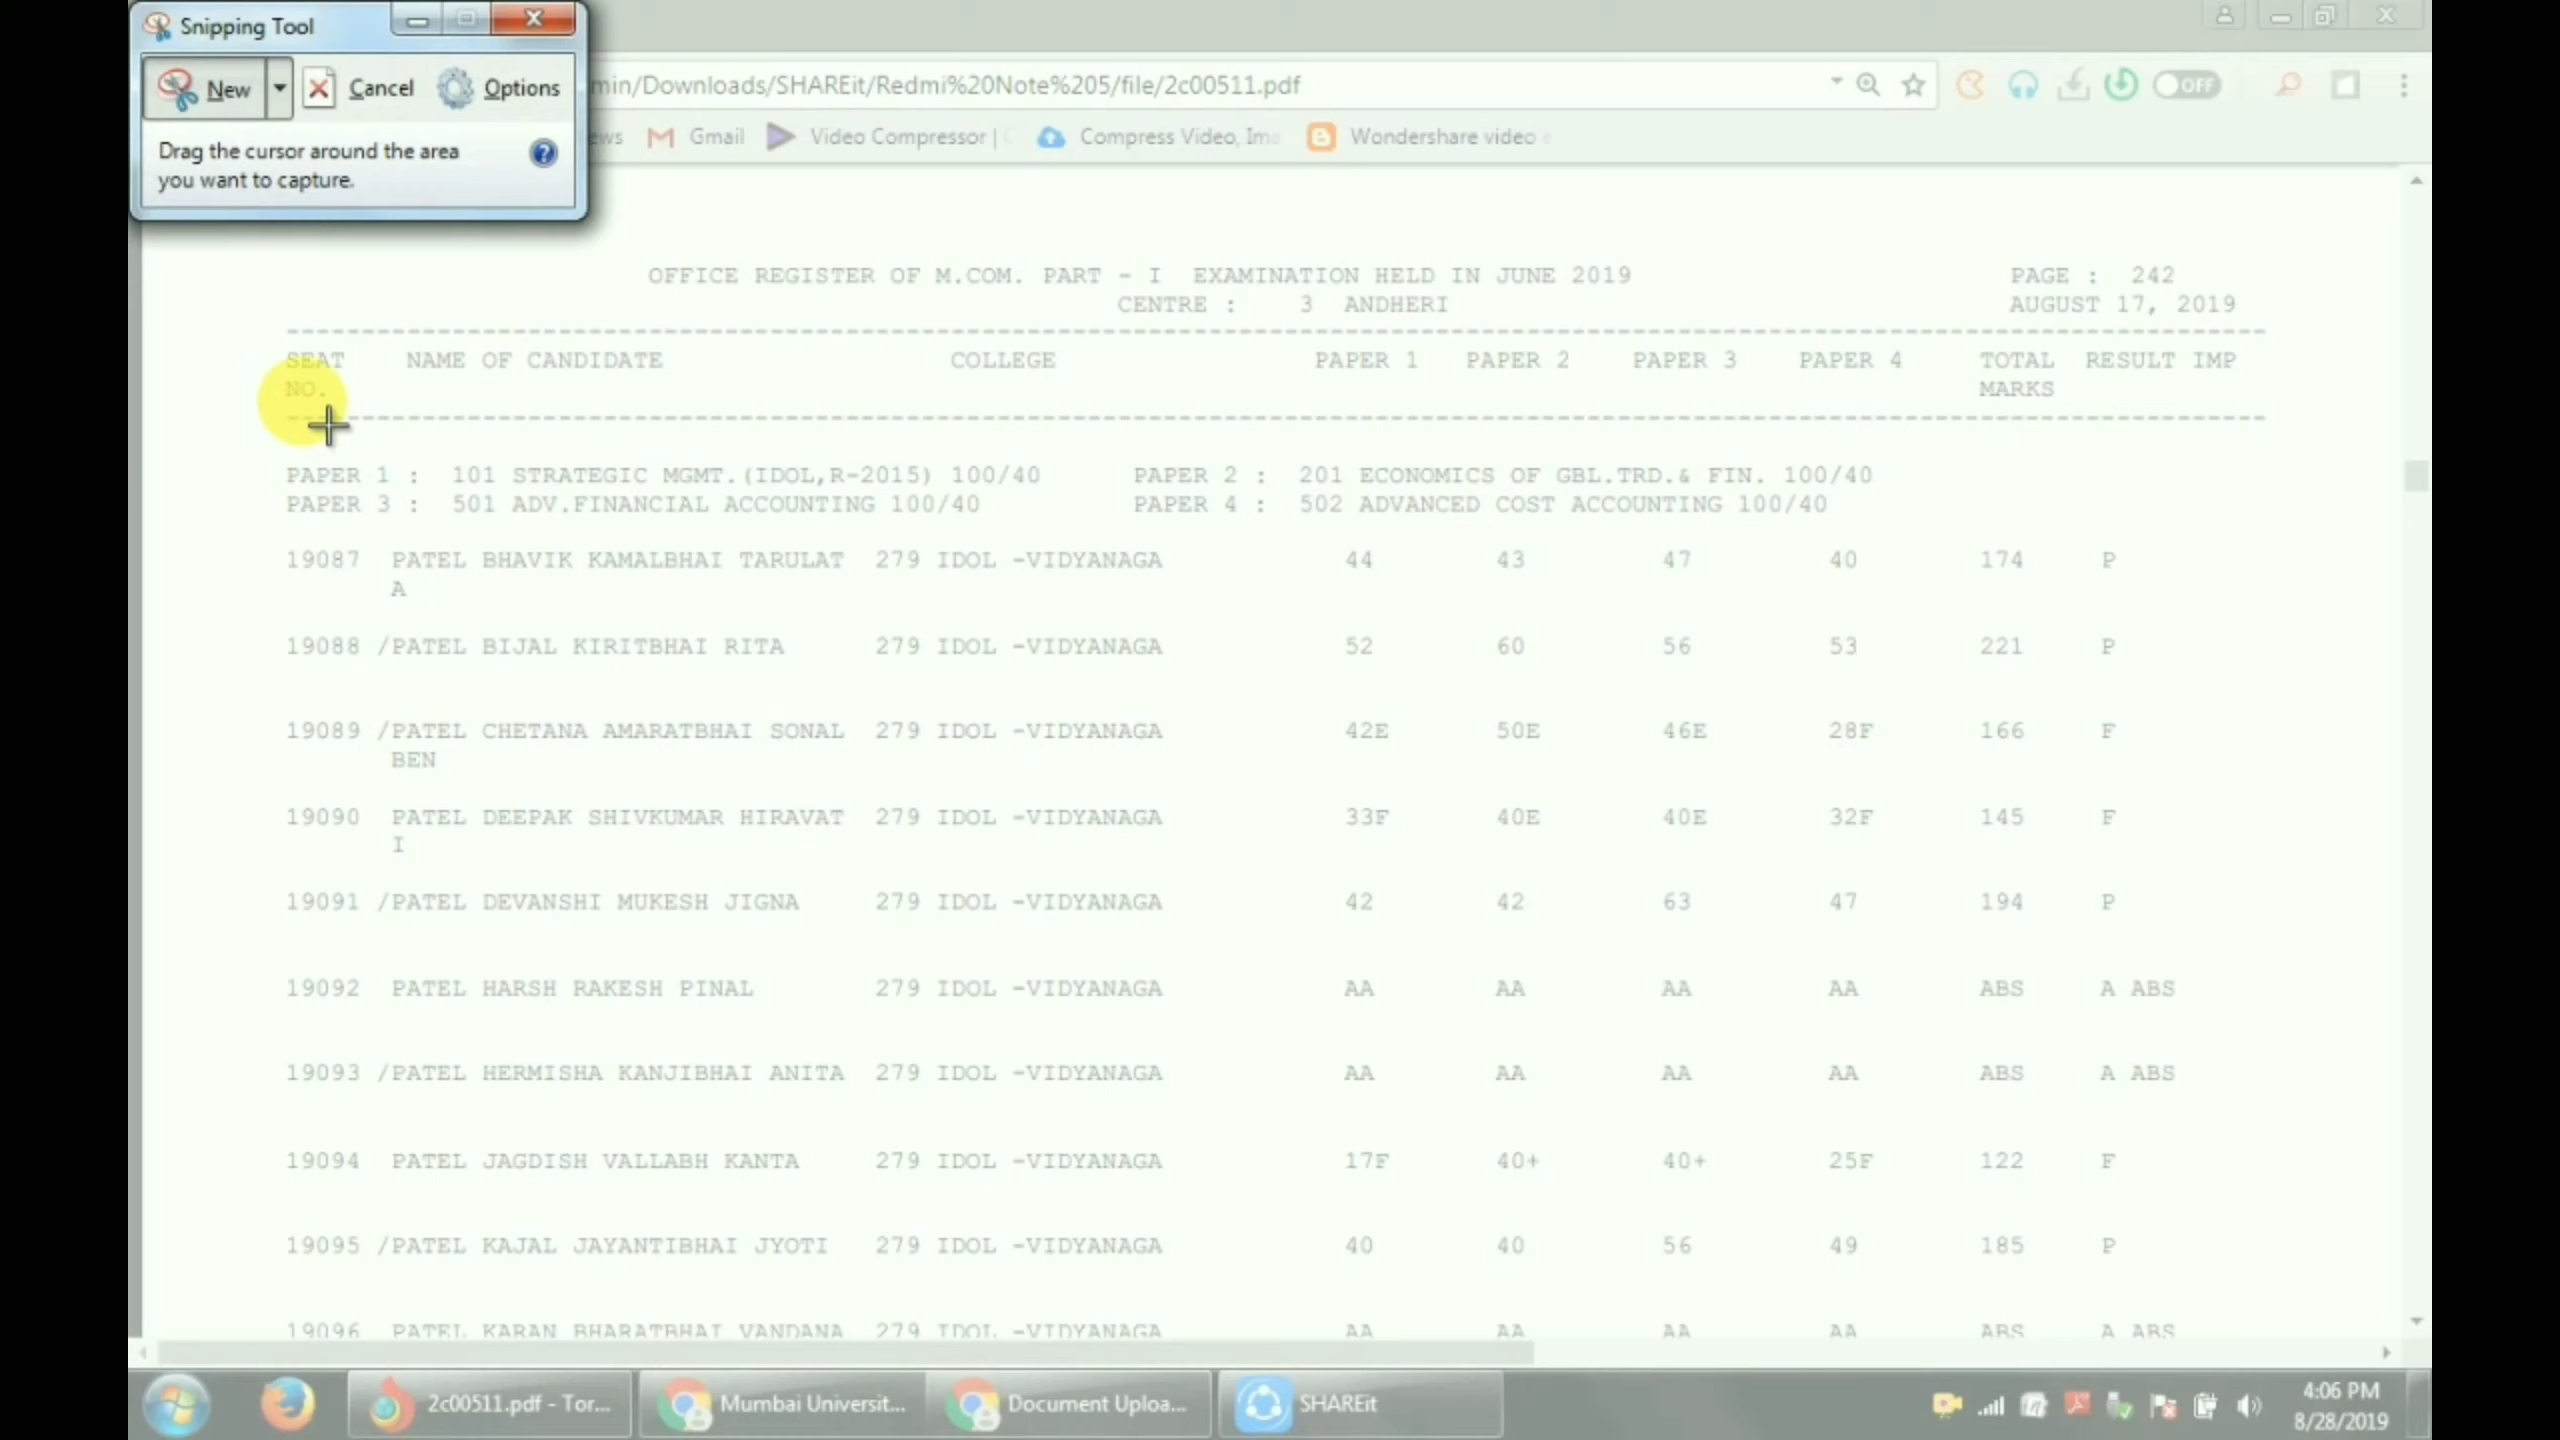 Snipping Tool
New Cancel Options
Drag the cursor around the area
you want to capture.
min/Downloads/SHAREit/Redmi%20Note%205/file/2c00511.pdf
OFF
ews Gmail Video Compressor | Compress Video, Ima Wondershare video
OFFICE REGISTER OF M.COM. PART - I EXAMINATION HELD IN JUNE 2019 PAGE : 242
CENTRE : 3 ANDHERI AUGUST 17, 2019
SEAT NAME OF CANDIDATE COLLEGE PAPER 1 PAPER 2 PAPER 3 PAPER 4 TOTAL RESULT IMP
NO. MARKS
PAPER 1 : 101 STRATEGIC MGMT.(IDOL,R-2015) 100/40 PAPER 2 : 201 ECONOMICS OF GBL.TRD.& FIN. 100/40
PAPER 3 : 501 ADV.FINANCIAL ACCOUNTING 100/40 PAPER 4 : 502 ADVANCED COST ACCOUNTING 100/40
19087 PATEL BHAVIK KAMALBHAI TARULAT 279 IDOL -VIDYANAGA 44 43 47 40 174 P
A
19088 /PATEL BIJAL KIRITBHAI RITA 279 IDOL -VIDYANAGA 52 60 56 53 221 P
19089 /PATEL CHETANA AMARATBHAI SONAL 279 IDOL -VIDYANAGA 42E 50E 46E 28F 166 F
BEN
19090 PATEL DEEPAK SHIVKUMAR HIRAVAT 279 IDOL -VIDYANAGA 33F 40E 40E 32F 145 F
I
19091 /PATEL DEVANSHI MUKESH JIGNA 279 IDOL -VIDYANAGA 42 42 63 47 194 P
19092 PATEL HARSH RAKESH PINAL 279 IDOL -VIDYANAGA AA AA AA AA ABS A ABS
19093 /PATEL HERMISHA KANJIBHAI ANITA 279 IDOL -VIDYANAGA AA AA AA AA ABS A ABS
19094 PATEL JAGDISH VALLABH KANTA 279 IDOL -VIDYANAGA 17F 40+ 40+ 25F 122 F
19095 /PATEL KAJAL JAYANTIBHAI JYOTI 279 IDOL -VIDYANAGA 40 40 56 49 185 P
19096 PATEL KARAN BHARATBHAI VANDANA 279 IDOL -VIDYANAGA AA AA AA AA ABS A ABS
2c00511.pdf - Tor... Mumbai Universit... Document Uploa... SHAREit
4:06 PM
8/28/2019